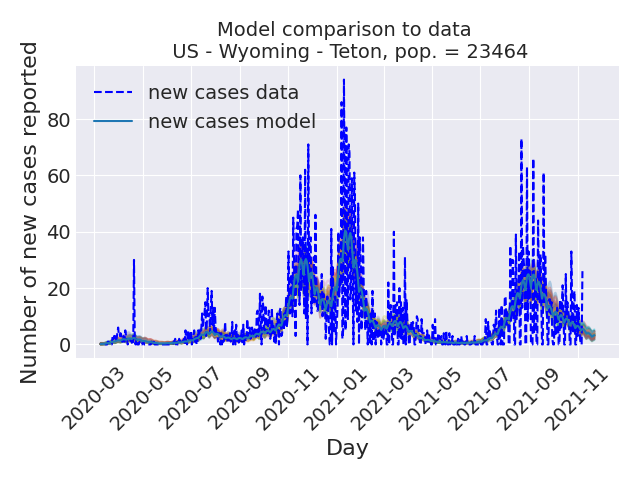 Model comparison to data
US - Wyoming - Teton, pop. = 23464
Number of new cases reported
80
60
40
20
0
new cases data
new cases model
2020-03
2020-05
2020-07
2020-09
2020-11
2021-01
2021-03
2021-05
2021-07
2021-09
2021-11
Day